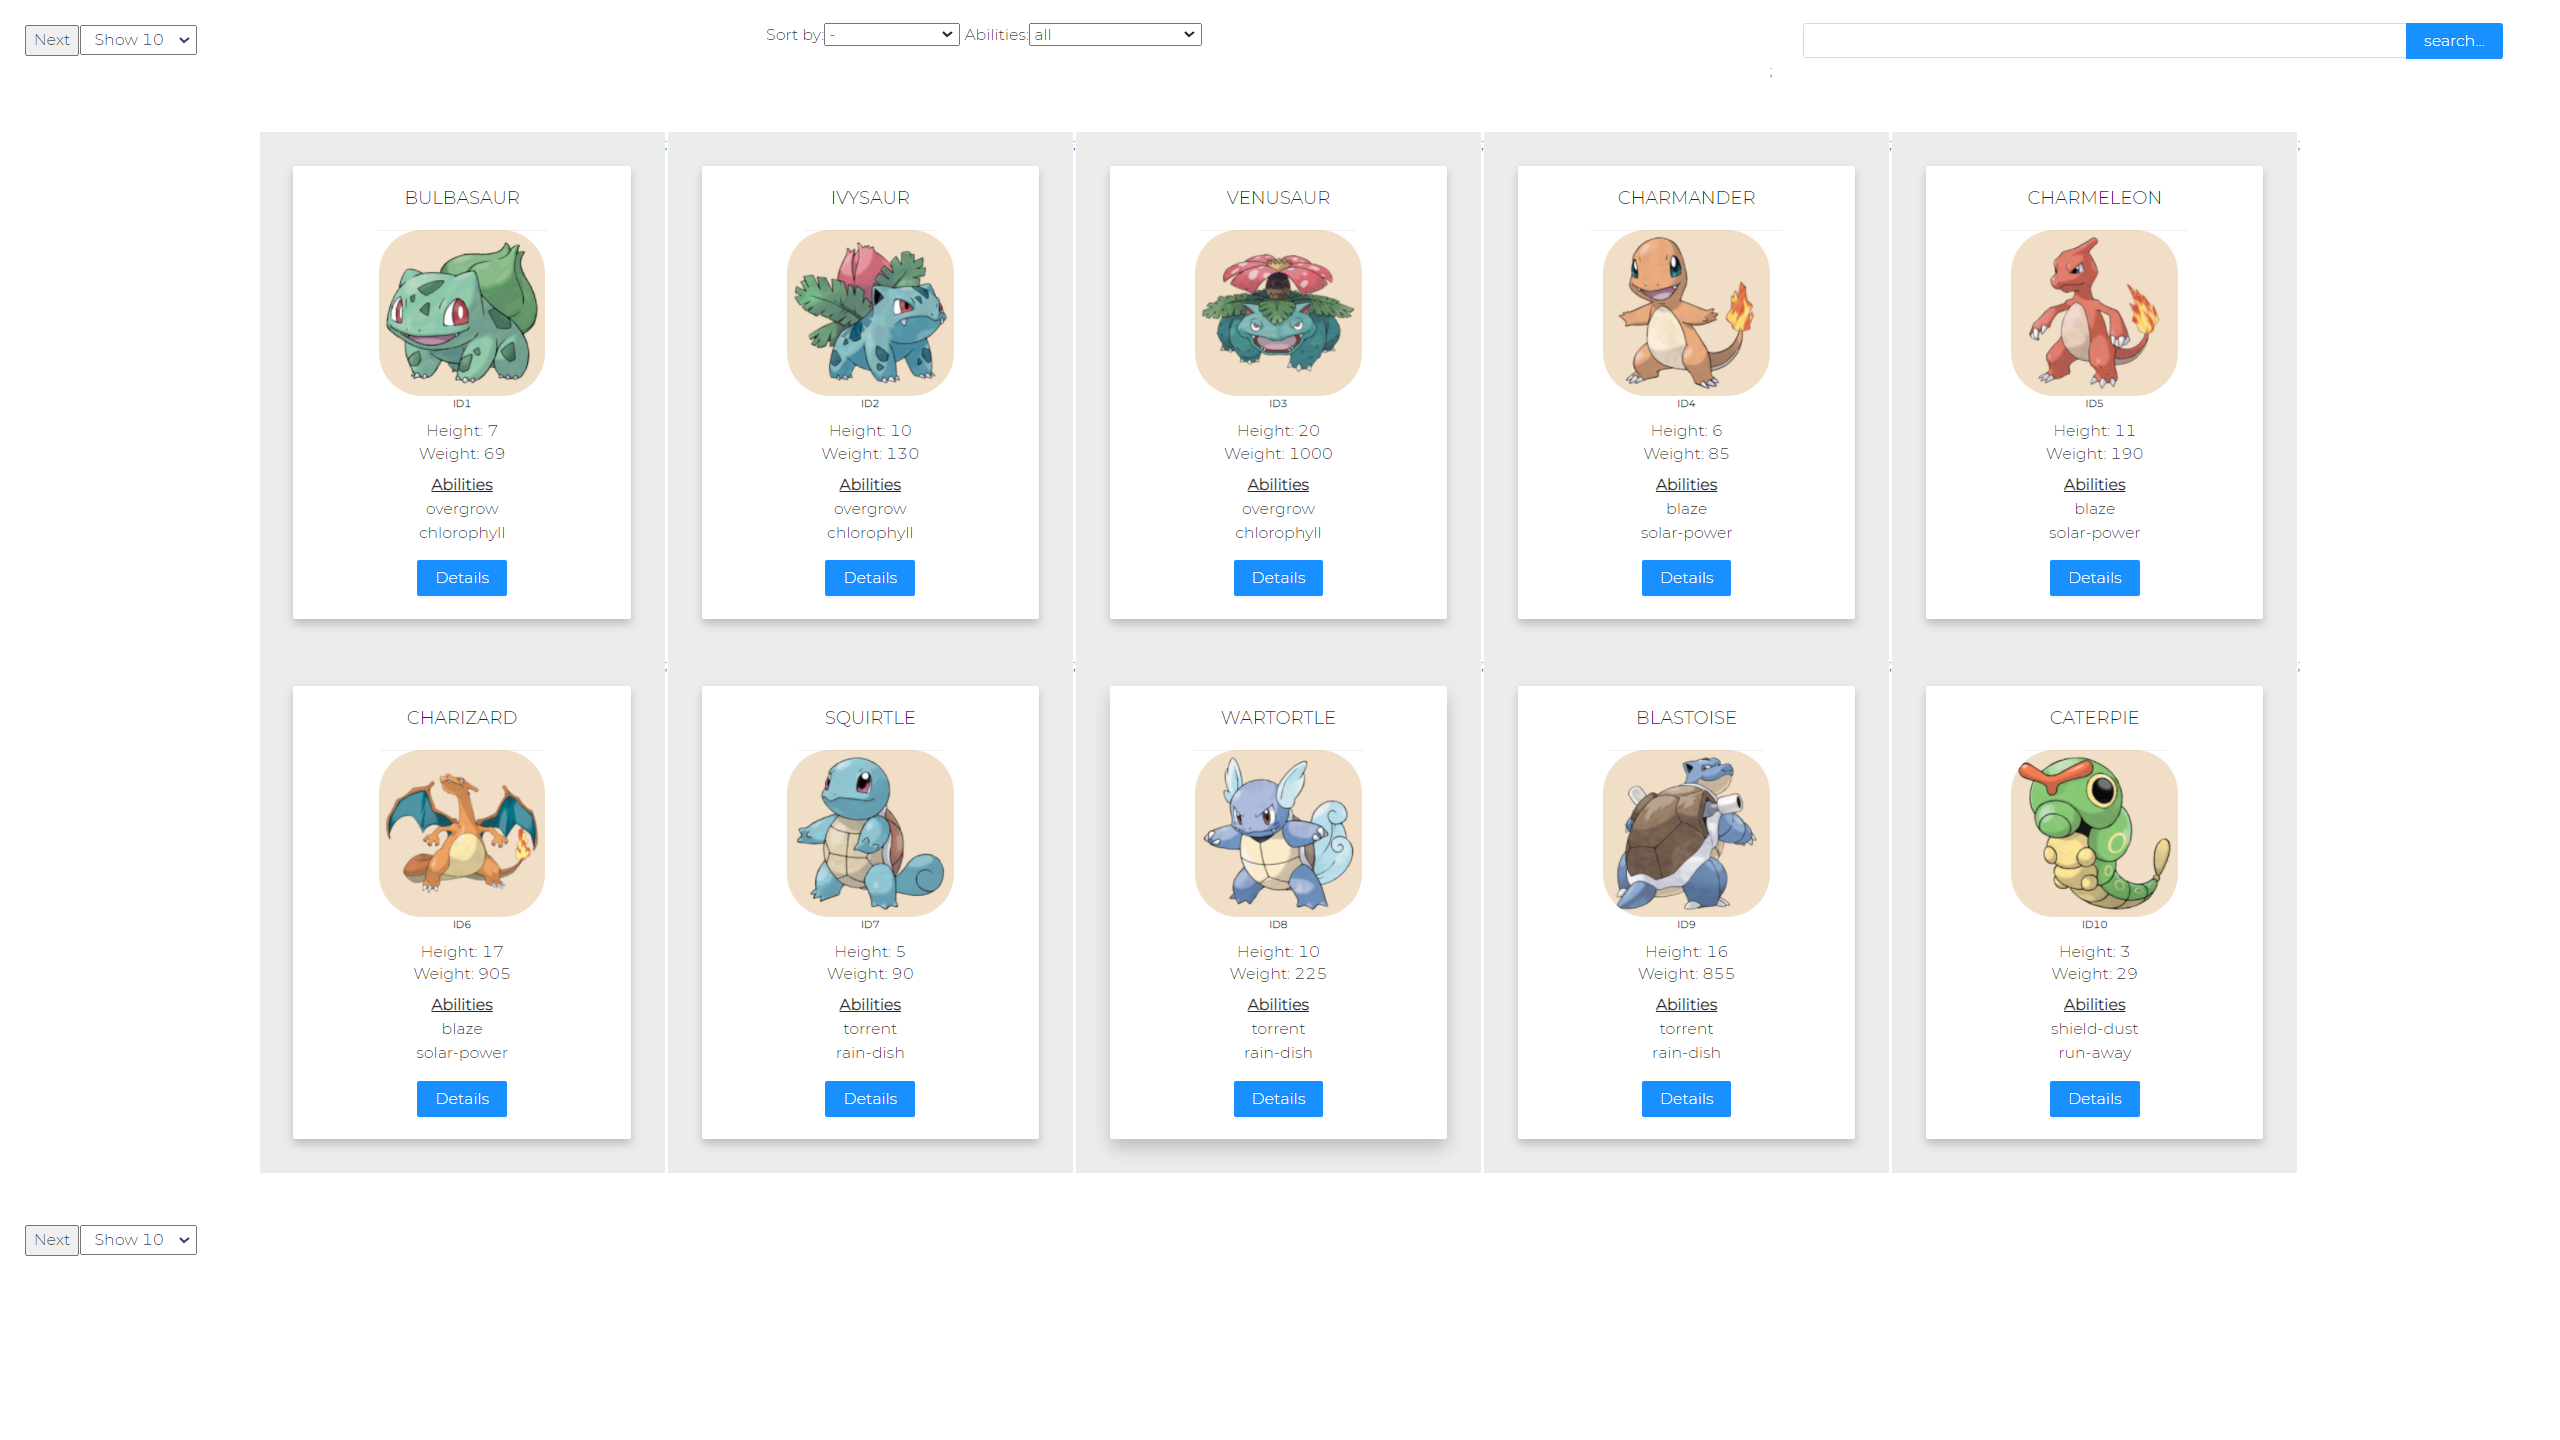 Next Show 10 Sort by: - Abilities: all search...
;
; ; ; ; ;
BULBASAUR
ID1
Height: 7
Weight: 69
Abilities
overgrow
chlorophyll
Details
IVYSAUR
ID2
Height: 10
Weight: 130
Abilities
overgrow
chlorophyll
Details
VENUSAUR
ID3
Height: 20
Weight: 1000
Abilities
overgrow
chlorophyll
Details
CHARMANDER
ID4
Height: 6
Weight: 85
Abilities
blaze
solar-power
Details
CHARMELEON
ID5
Height: 11
Weight: 190
Abilities
blaze
solar-power
Details
; ; ; ; ;
CHARIZARD
ID6
Height: 17
Weight: 905
Abilities
blaze
solar-power
Details
SQUIRTLE
ID7
Height: 5
Weight: 90
Abilities
torrent
rain-dish
Details
WARTORTLE
ID8
Height: 10
Weight: 225
Abilities
torrent
rain-dish
Details
BLASTOISE
ID9
Height: 16
Weight: 855
Abilities
torrent
rain-dish
Details
CATERPIE
ID10
Height: 3
Weight: 29
Abilities
shield-dust
run-away
Details
Next Show 10